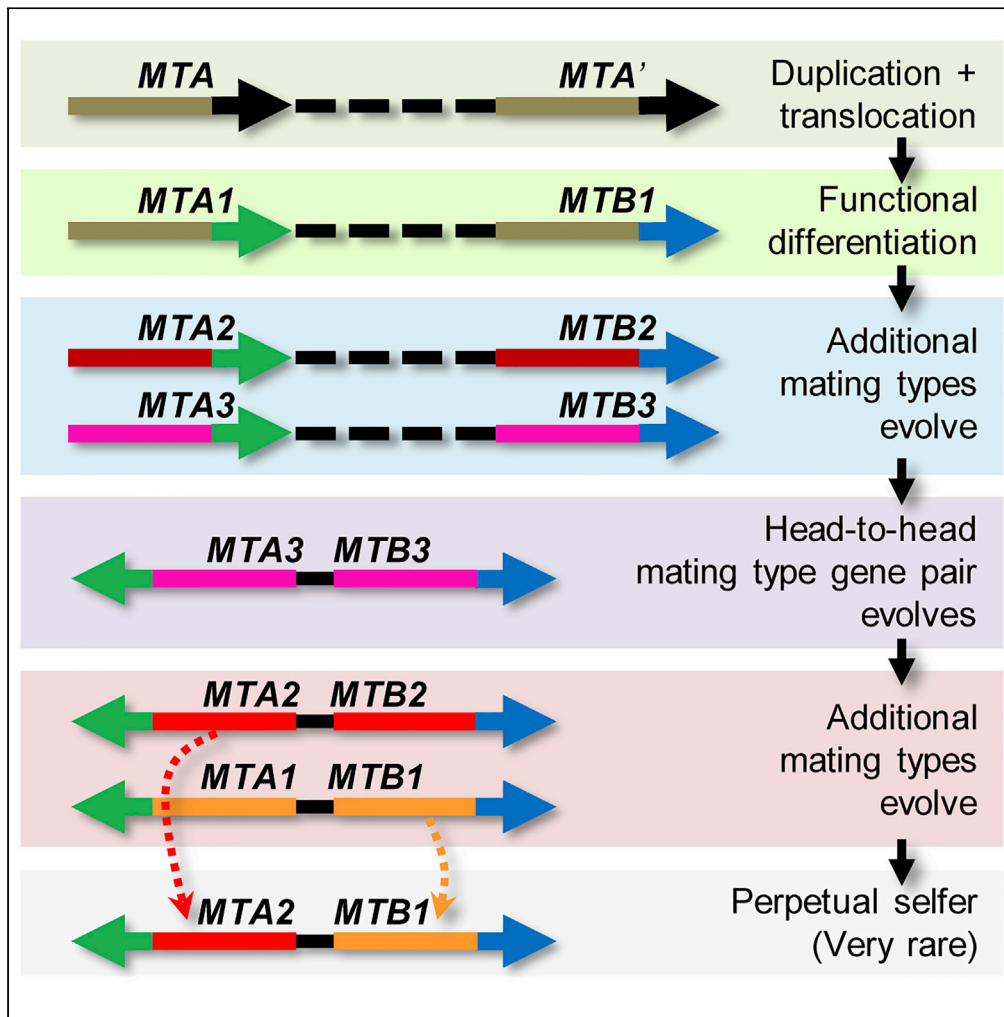 MTA MTA’ Duplication +
translocation
MTA1 MTB1 Functional
differentiation
MTA2 MTB2 Additional
mating types
MTA3 MTB3 evolve
Head-to-head
MTA3 MTB3 mating type gene pair
evolves
MTA2 MTB2 Additional
mating types
MTA1 MTB1 evolve
MTA2 MTB1 Perpetual selfer
(Very rare)